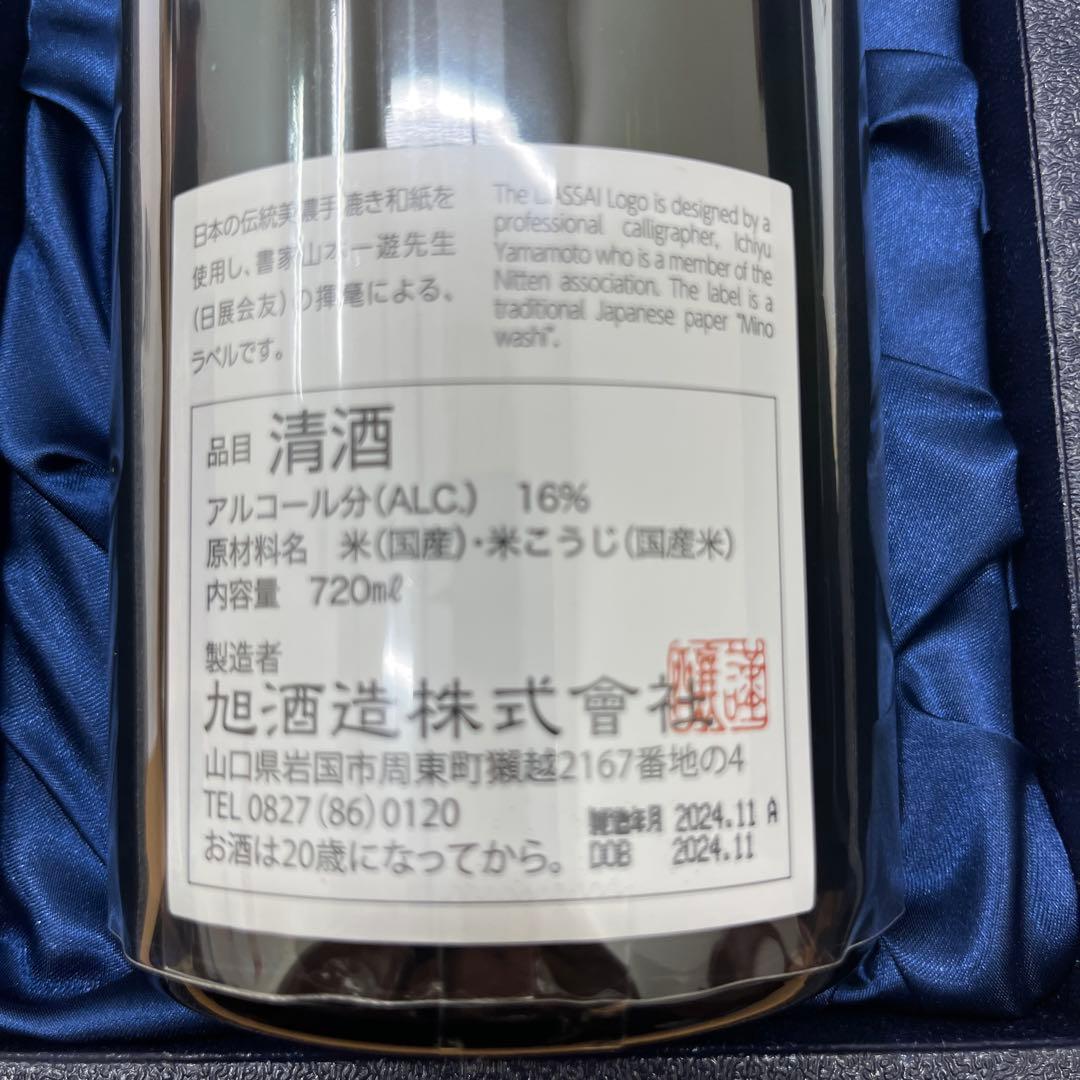 日本の伝統美濃手漉き和紙を
使用し、書家山本一遊先生
(日展会友)の揮毫による、
ラベルです。
The DASSAI Logo is designed by a
professional calligrapher, Ichiyu
Yamamoto who is a member of the
Nitten association. The label is a
traditional Japanese paper "Mino
washi".
品目 清酒
アルコール分(ALC.) 16%
原材料名 米(国産)・米こうじ(国産米)
内容量 720mℓ
製造者
旭酒造株式會社
謹醸
山口県岩国市周東町獺越2167番地の4
TEL 0827(86)0120
お酒は20歳になってから。
製造年月 2024.11 A
DOB 2024.11